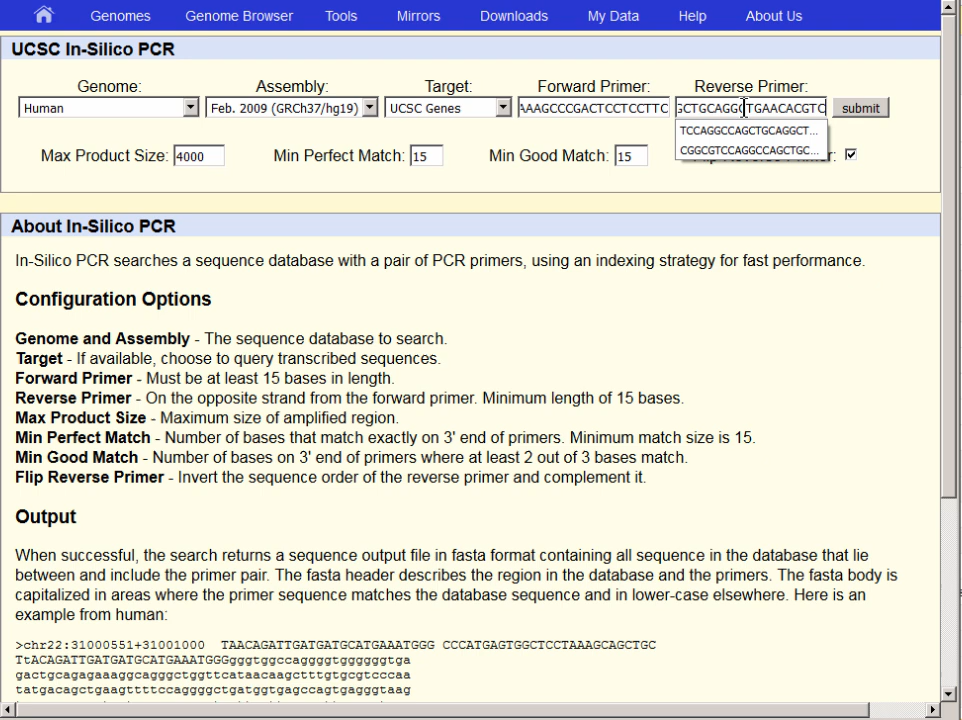 Genomes Genome Browser Tools Mirrors Downloads My Data Help About Us
UCSC In-Silico PCR
Genome: Assembly: Target: Forward Primer: Reverse Primer:
Human Feb. 2009 (GRCh37/hg19) UCSC Genes AAAGCCCGACTCCTCCTTC GCTGCAGGC TGAACACGTC submit
TCCAGGCCAGCTGCAGGCT...
Max Product Size: 4000 Min Perfect Match: 15 Min Good Match: 15 CGGCGTCCAGGCCAGCTGC...
About In-Silico PCR
In-Silico PCR searches a sequence database with a pair of PCR primers, using an indexing strategy for fast performance.
Configuration Options
Genome and Assembly - The sequence database to search.
Target - If available, choose to query transcribed sequences.
Forward Primer - Must be at least 15 bases in length.
Reverse Primer - On the opposite strand from the forward primer. Minimum length of 15 bases.
Max Product Size - Maximum size of amplified region.
Min Perfect Match - Number of bases that match exactly on 3' end of primers. Minimum match size is 15.
Min Good Match - Number of bases on 3' end of primers where at least 2 out of 3 bases match.
Flip Reverse Primer - Invert the sequence order of the reverse primer and complement it.
Output
When successful, the search returns a sequence output file in fasta format containing all sequence in the database that lie
between and include the primer pair. The fasta header describes the region in the database and the primers. The fasta body is
capitalized in areas where the primer sequence matches the database sequence and in lower-case elsewhere. Here is an
example from human:
>chr22:31000551+31001000 TAACAGATTGATGATGCATGAAATGGG CCCATGAGTGGCTCCTAAAGCAGCTGC
TtACAGATTGATGATGCATGAAATGGGgggtggccaggggtggggggtga
gactgcagagaaaggcagggctggttcataacaagctttgtgcgtcccaa
tatgacagctgaagttttccaggggctgatggtgagccagtgagggtaag